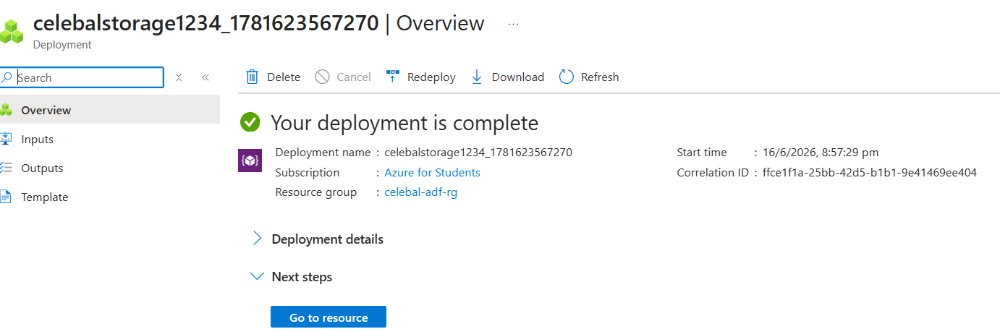 celebalstorage1234_1781623567270 | Overview ...
Deployment
Search
Delete Cancel Redeploy Download Refresh
Overview
Inputs
Outputs
Template
Your deployment is complete
Deployment name : celebalstorage1234_1781623567270
Subscription : Azure for Students
Resource group : celebal-adf-rg
Start time : 16/6/2026, 8:57:29 pm
Correlation ID : ffce1f1a-25bb-42d5-b1b1-9e41469ee404
Deployment details
Next steps
Go to resource